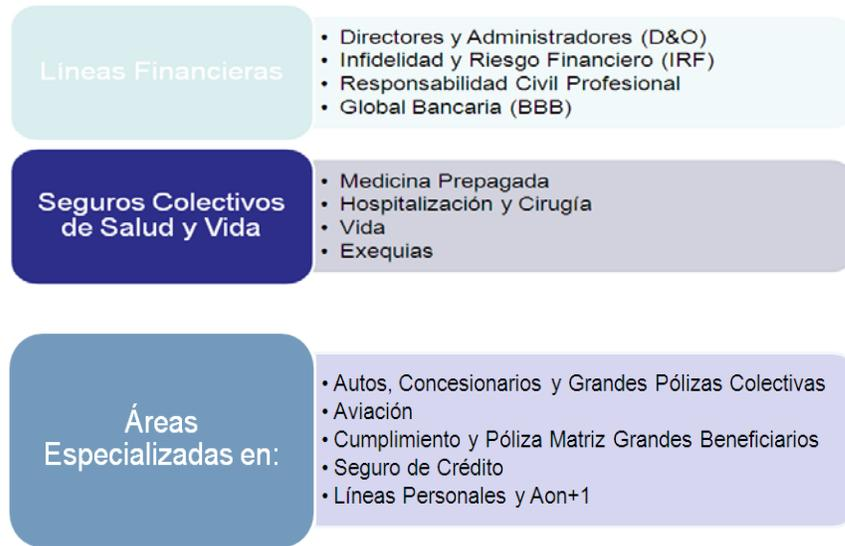 Líneas Financieras
• Directores y Administradores (D&O)
• Infidelidad y Riesgo Financiero (IRF)
• Responsabilidad Civil Profesional
• Global Bancaria (BBB)
Seguros Colectivos
de Salud y Vida
• Medicina Prepagada
• Hospitalización y Cirugía
• Vida
• Exequias
Áreas
Especializadas en:
• Autos, Concesionarios y Grandes Pólizas Colectivas
• Aviación
• Cumplimiento y Póliza Matriz Grandes Beneficiarios
• Seguro de Crédito
• Líneas Personales y Aon+1